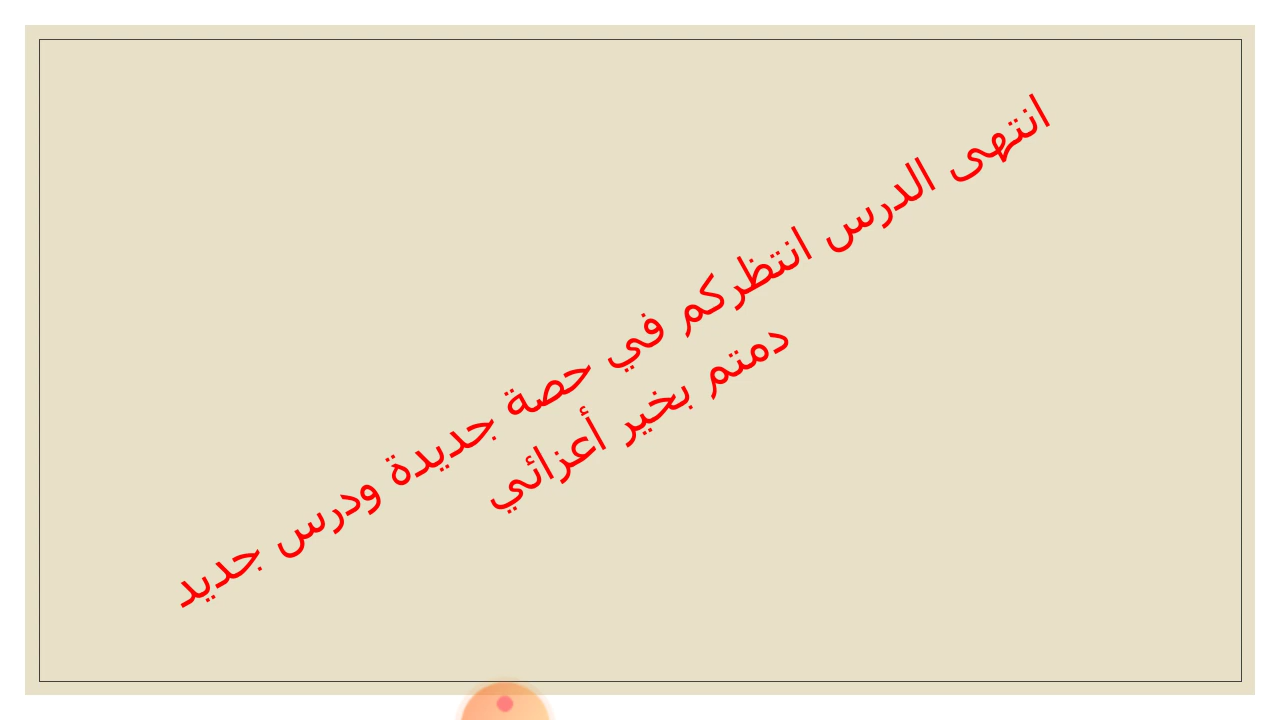 انتهى الدرس انتظركم في حصة جديدة ودرس جديد
دمتم بخير أعزائي